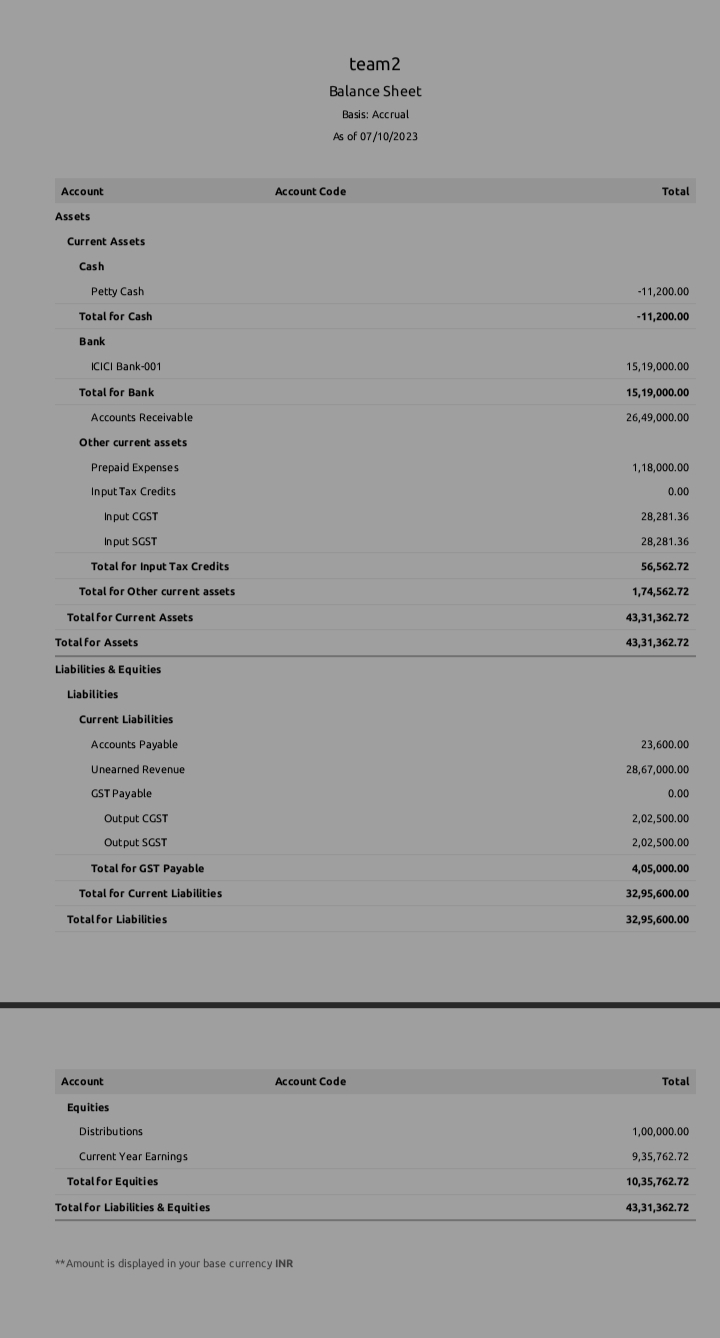 team2
Balance Sheet
Basis: Accrual
As of 07/10/2023
Account Account Code Total
Assets
Current Assets
Cash
Petty Cash -11,200.00
Total for Cash -11,200.00
Bank
ICICI Bank-001 15,19,000.00
Total for Bank 15,19,000.00
Accounts Receivable 26,49,000.00
Other current assets
Prepaid Expenses 1,18,000.00
Input Tax Credits 0.00
Input CGST 28,281.36
Input SGST 28,281.36
Total for Input Tax Credits 56,562.72
Total for Other current assets 1,74,562.72
Total for Current Assets 43,31,362.72
Total for Assets 43,31,362.72
Liabilities & Equities
Liabilities
Current Liabilities
Accounts Payable 23,600.00
Unearned Revenue 28,67,000.00
GST Payable 0.00
Output CGST 2,02,500.00
Output SGST 2,02,500.00
Total for GST Payable 4,05,000.00
Total for Current Liabilities 32,95,600.00
Total for Liabilities 32,95,600.00
Account Account Code Total
Equities
Distributions 1,00,000.00
Current Year Earnings 9,35,762.72
Total for Equities 10,35,762.72
Total for Liabilities & Equities 43,31,362.72
**Amount is displayed in your base currency INR